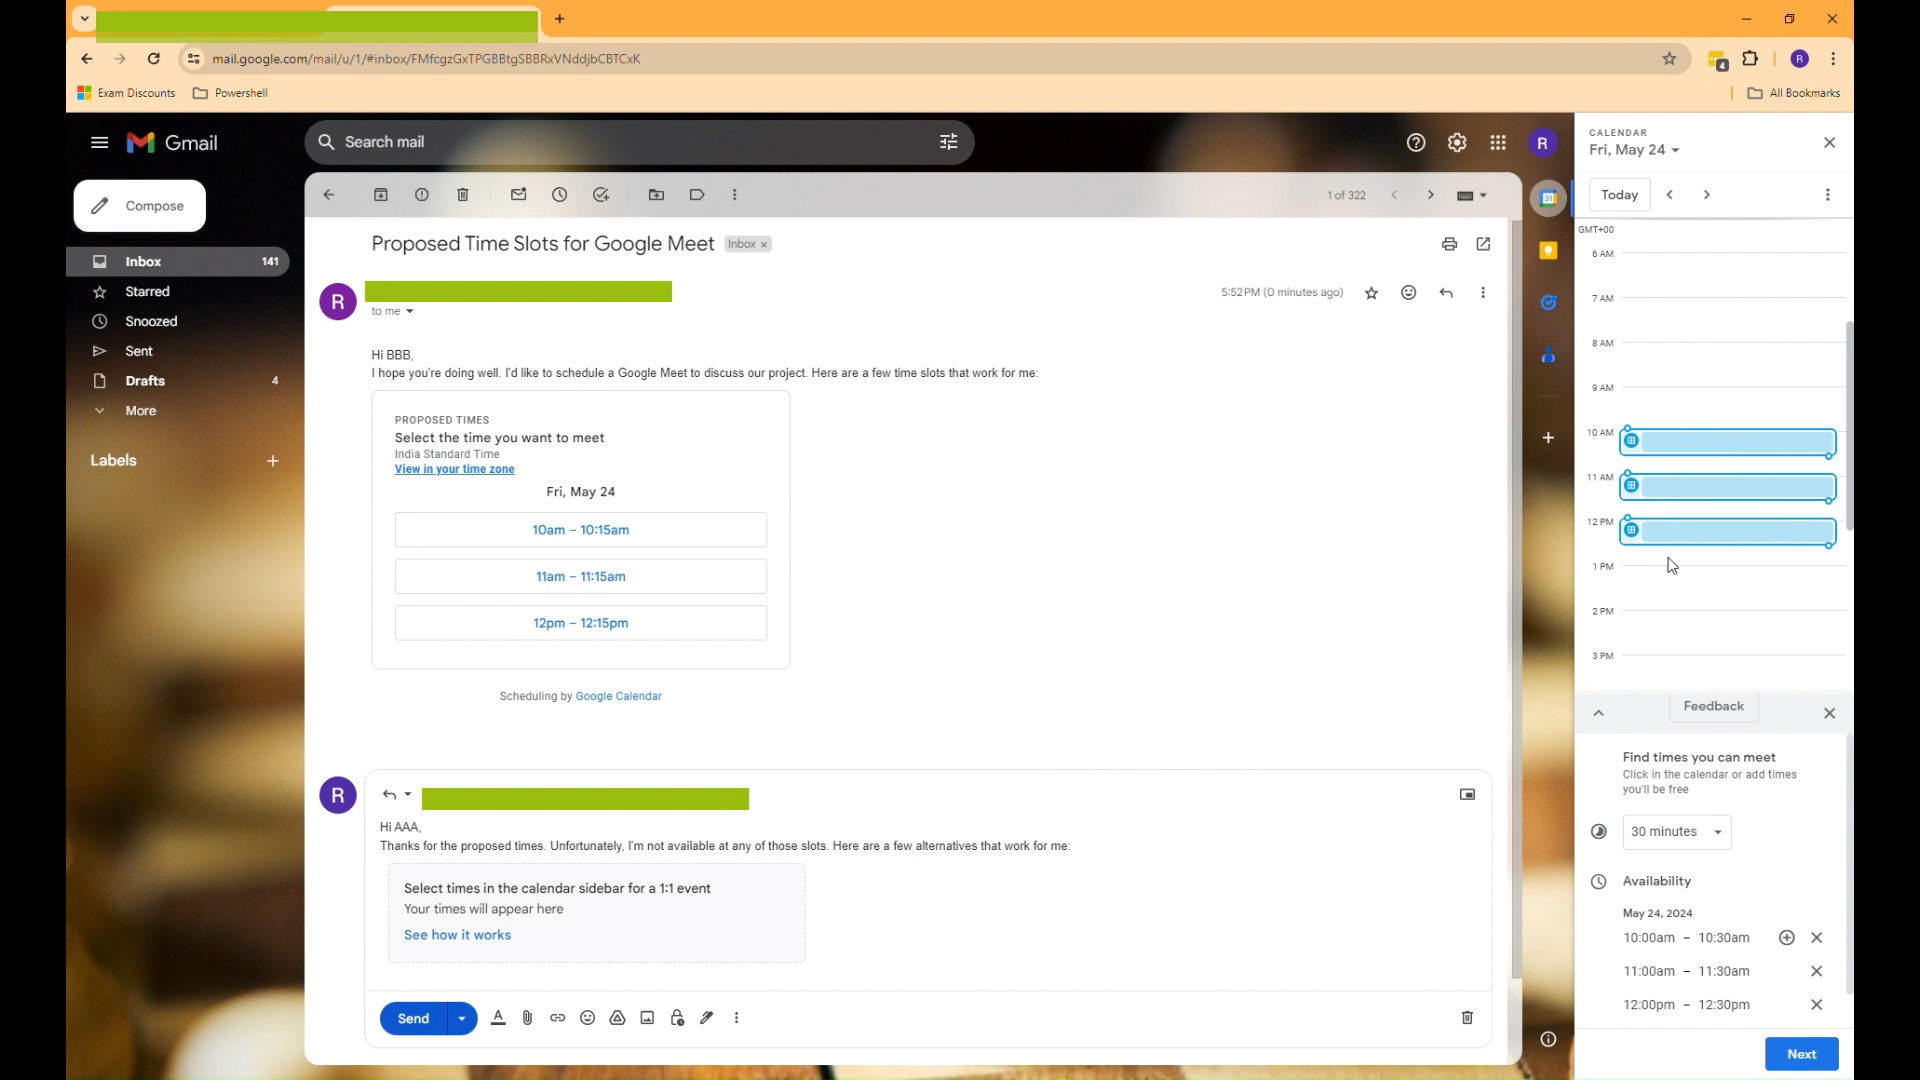 mail.google.com/mail/u/1/#inbox/FMfcgzGxTPGBBtgSBBRxVNddjbCBTCxK
4
R
Exam Discounts
Powershell
All Bookmarks
Gmail
Search mail
R
Compose
Inbox 141
Starred
Snoozed
Sent
Drafts 4
More
Labels
1 of 322
Proposed Time Slots for Google Meet
Inbox ×
R
5:52 PM (0 minutes ago)
to me
Hi BBB,
I hope you're doing well. I'd like to schedule a Google Meet to discuss our project. Here are a few time slots that work for me:
PROPOSED TIMES
Select the time you want to meet
India Standard Time
View in your time zone
Fri, May 24
10am – 10:15am
11am – 11:15am
12pm – 12:15pm
Scheduling by Google Calendar
R
Hi AAA,
Thanks for the proposed times. Unfortunately, I'm not available at any of those slots. Here are a few alternatives that work for me:
Select times in the calendar sidebar for a 1:1 event
Your times will appear here
See how it works
Send
31
CALENDAR
Fri, May 24
Today
GMT+00
6 AM
7 AM
8 AM
9 AM
10 AM
11 AM
12 PM
1 PM
2 PM
3 PM
Feedback
Find times you can meet
Click in the calendar or add times
you'll be free
30 minutes
Availability
May 24, 2024
10:00am – 10:30am
11:00am – 11:30am
12:00pm – 12:30pm
Next